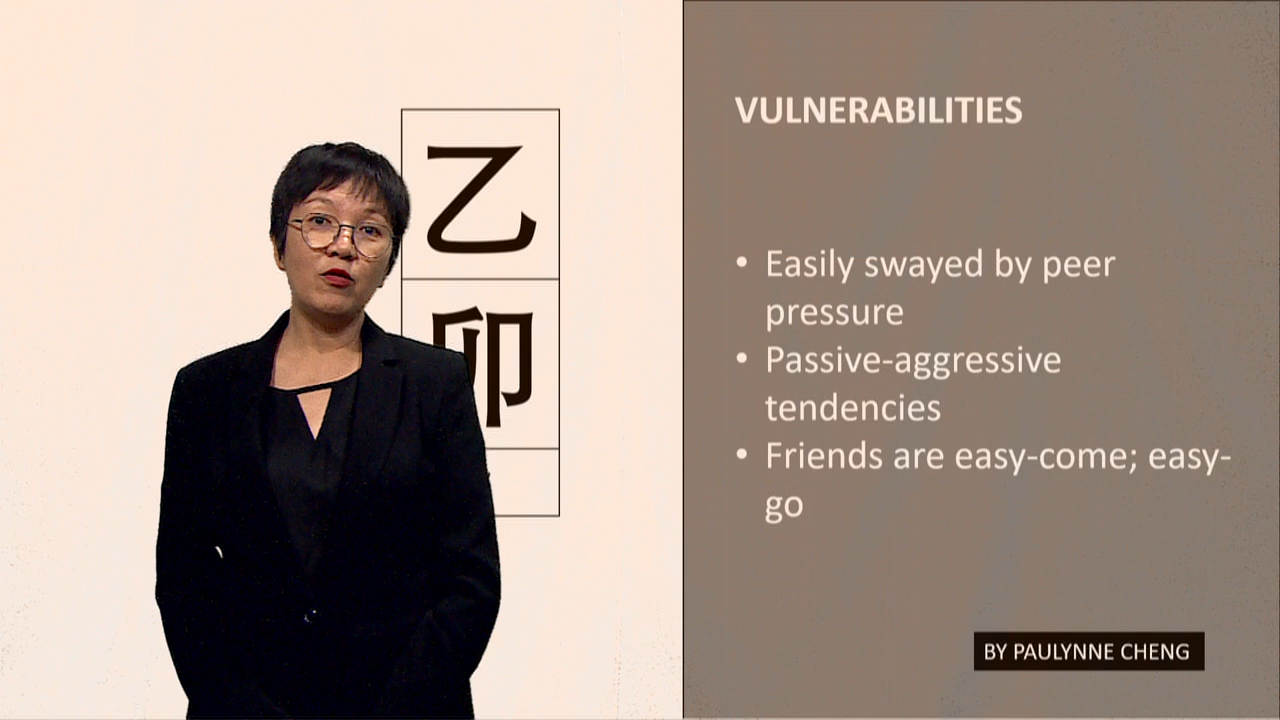 乙
卯
VULNERABILITIES
• Easily swayed by peer
pressure
• Passive-aggressive
tendencies
• Friends are easy-come; easy-
go
BY PAULYNNE CHENG